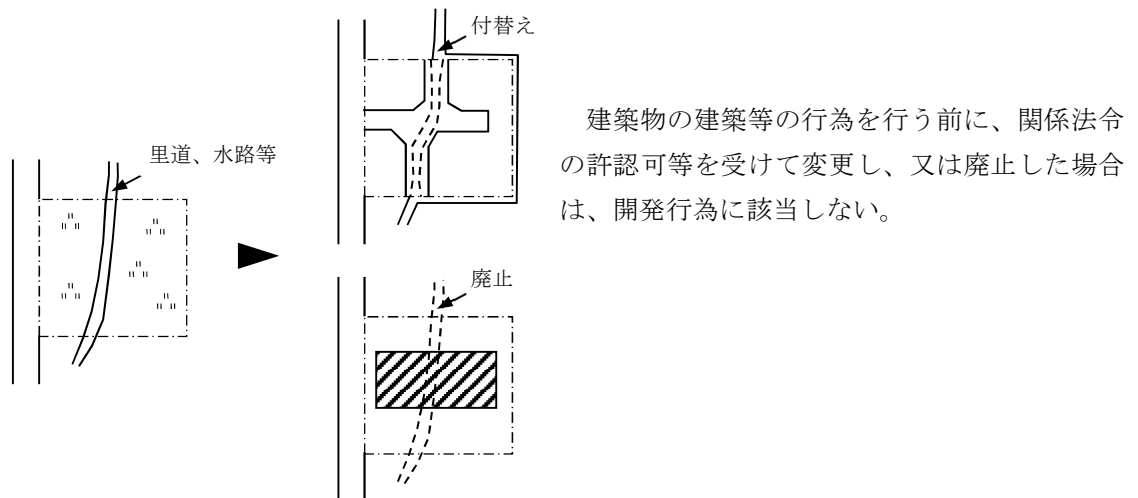 里道、水路等
付替え
廃止
建築物の建築等の行為を行う前に、関係法令
の許認可等を受けて変更し、又は廃止した場合
は、開発行為に該当しない。